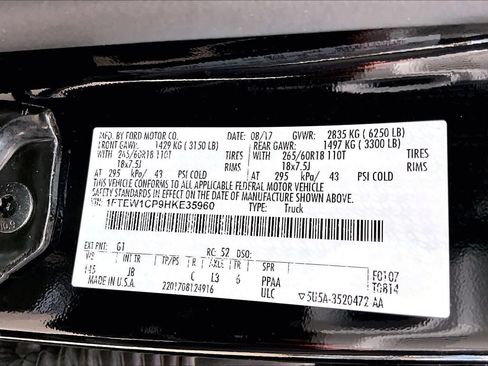 MFD. BY FORD MOTOR CO. DATE: 08/17 GVWR: 2835 KG ( 6250 LB)
FRONT GAWR: 1429 KG ( 3150 LB) REAR GAWR: 1497 KG ( 3300 LB)
WITH 265/60R18 110T TIRES WITH 265/60R18 110T TIRES
18x7.5J RIMS 18x7.5J RIMS
AT 295 kPa/ 43 PSI COLD AT 295 kPa/ 43 PSI COLD
THIS VEHICLE CONFORMS TO ALL APPLICABLE FEDERAL MOTOR VEHICLE
SAFETY STANDARDS IN EFFECT ON THE DATE OF MANUFACTURE SHOWN ABOVE.
VIN: 1FTEW1CP9HKE35960 TYPE: Truck
EXT PNT: G1 RC: 52 DSO: F0107
WB INT TR TP/PS R AXLE TR SPR T0814
145 JB C L3 6 PPAA
MADE IN U.S.A. 2201708124916 ULC 5U5A-3520472 AA